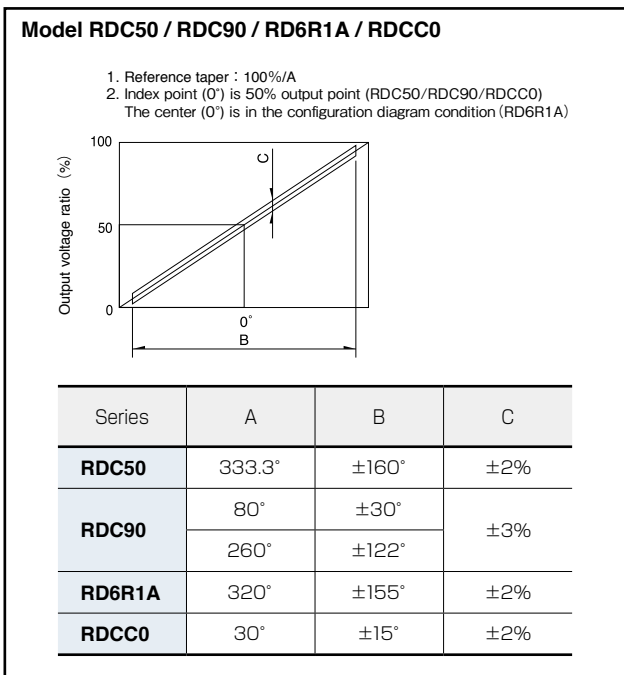 Model RDC50 / RDC90 / RD6R1A / RDCC0
1. Reference taper : 100%/A
2. Index point (0°) is 50% output point (RDC50/RDC90/RDCC0)
The center (0°) is in the configuration diagram condition (RD6R1A)
Output voltage ratio (%)
100
50
0
C
0°
B
Series A B C
RDC50 333.3° ±160° ±2%
RDC90 80° ±30° ±3%
260° ±122°
RD6R1A 320° ±155° ±2%
RDCC0 30° ±15° ±2%